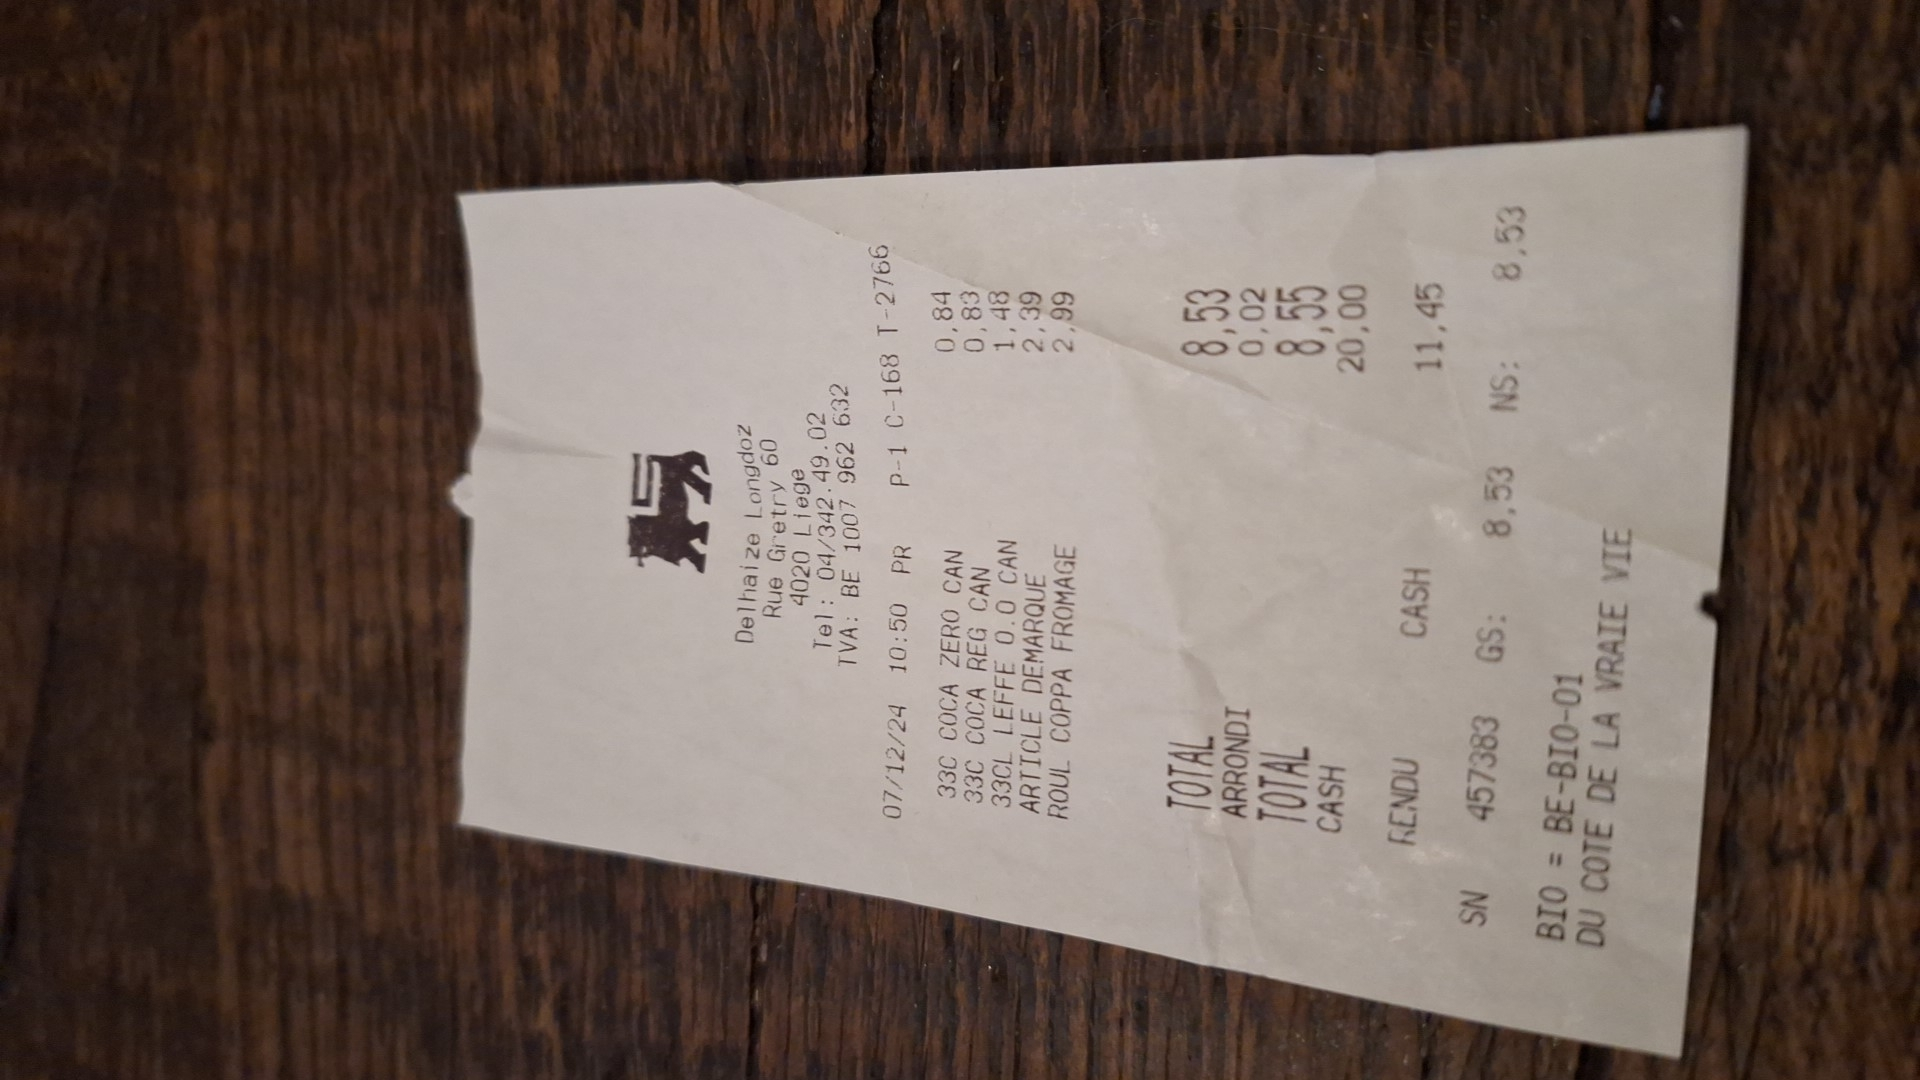 Delhaize Longdoz
Rue Gretry 60
4020 Liege
Tel: 04/342.49.02
TVA: BE 1007 962 632
07/12/24 10:50 PR P-1 C-168 T-2766
33C COCA ZERO CAN 0,84
33C COCA REG CAN 0,83
33CL LEFFE 0.0 CAN 1,48
ARTICLE DEMARQUE 2,39
ROUL COPPA FROMAGE 2,99
TOTAL 8,53
ARRONDI 0,02
TOTAL 8,55
CASH 20,00
RENDU CASH 11,45
SN 457383 GS: 8,53 NS: 8,53
BIO = BE-BIO-01
DU COTE DE LA VRAIE VIE